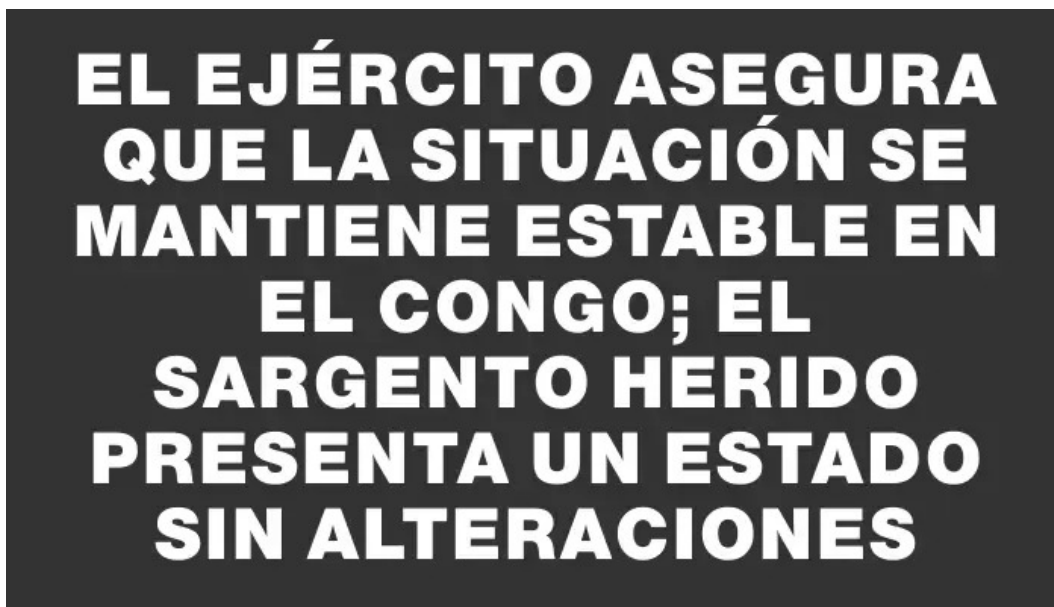 EL EJÉRCITO ASEGURA
QUE LA SITUACIÓN SE
MANTIENE ESTABLE EN
EL CONGO; EL
SARGENTO HERIDO
PRESENTA UN ESTADO
SIN ALTERACIONES